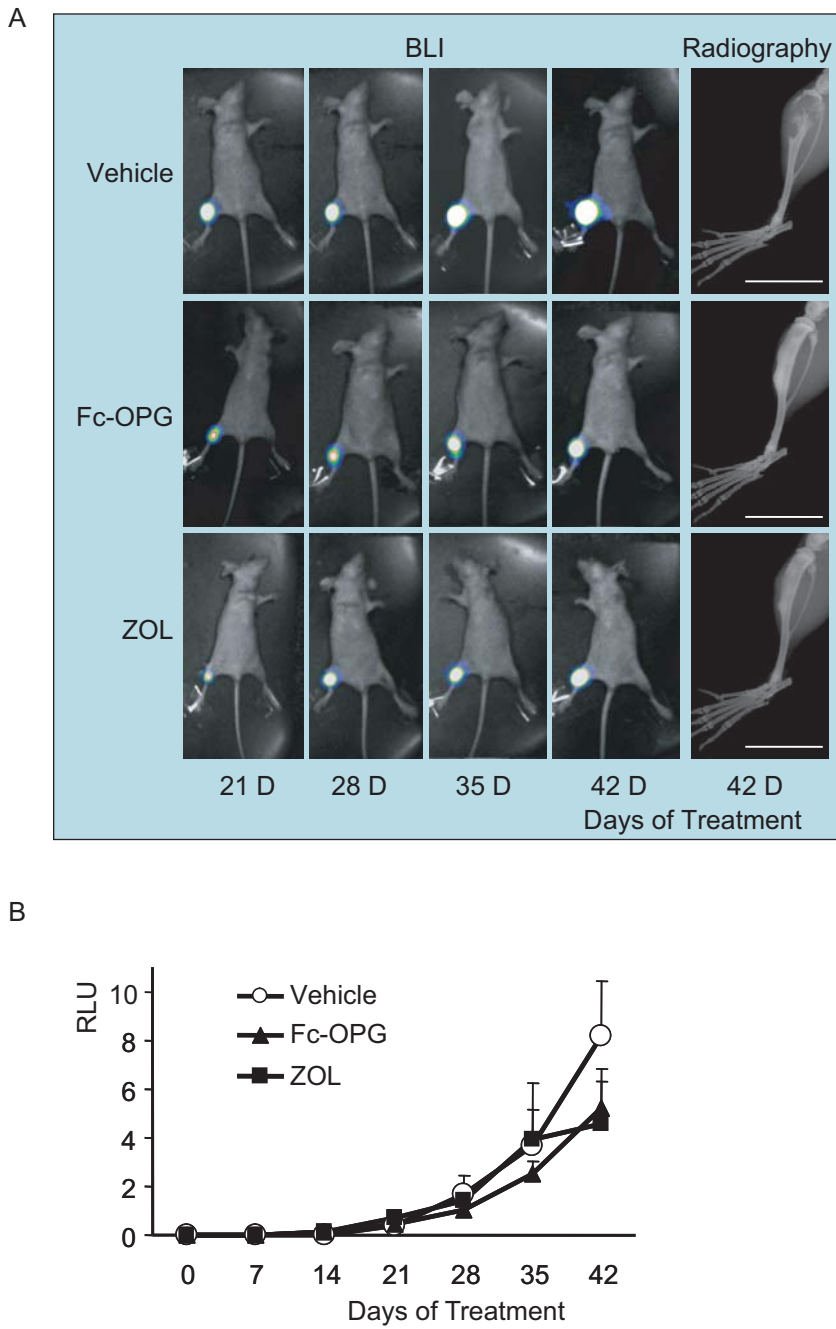 A
BLI Radiography
Vehicle
Fc-OPG
ZOL
21 D 28 D 35 D 42 D 42 D
Days of Treatment
B
RLU
10
8
6
4
2
0
Vehicle
Fc-OPG
ZOL
0 7 14 21 28 35 42
Days of Treatment